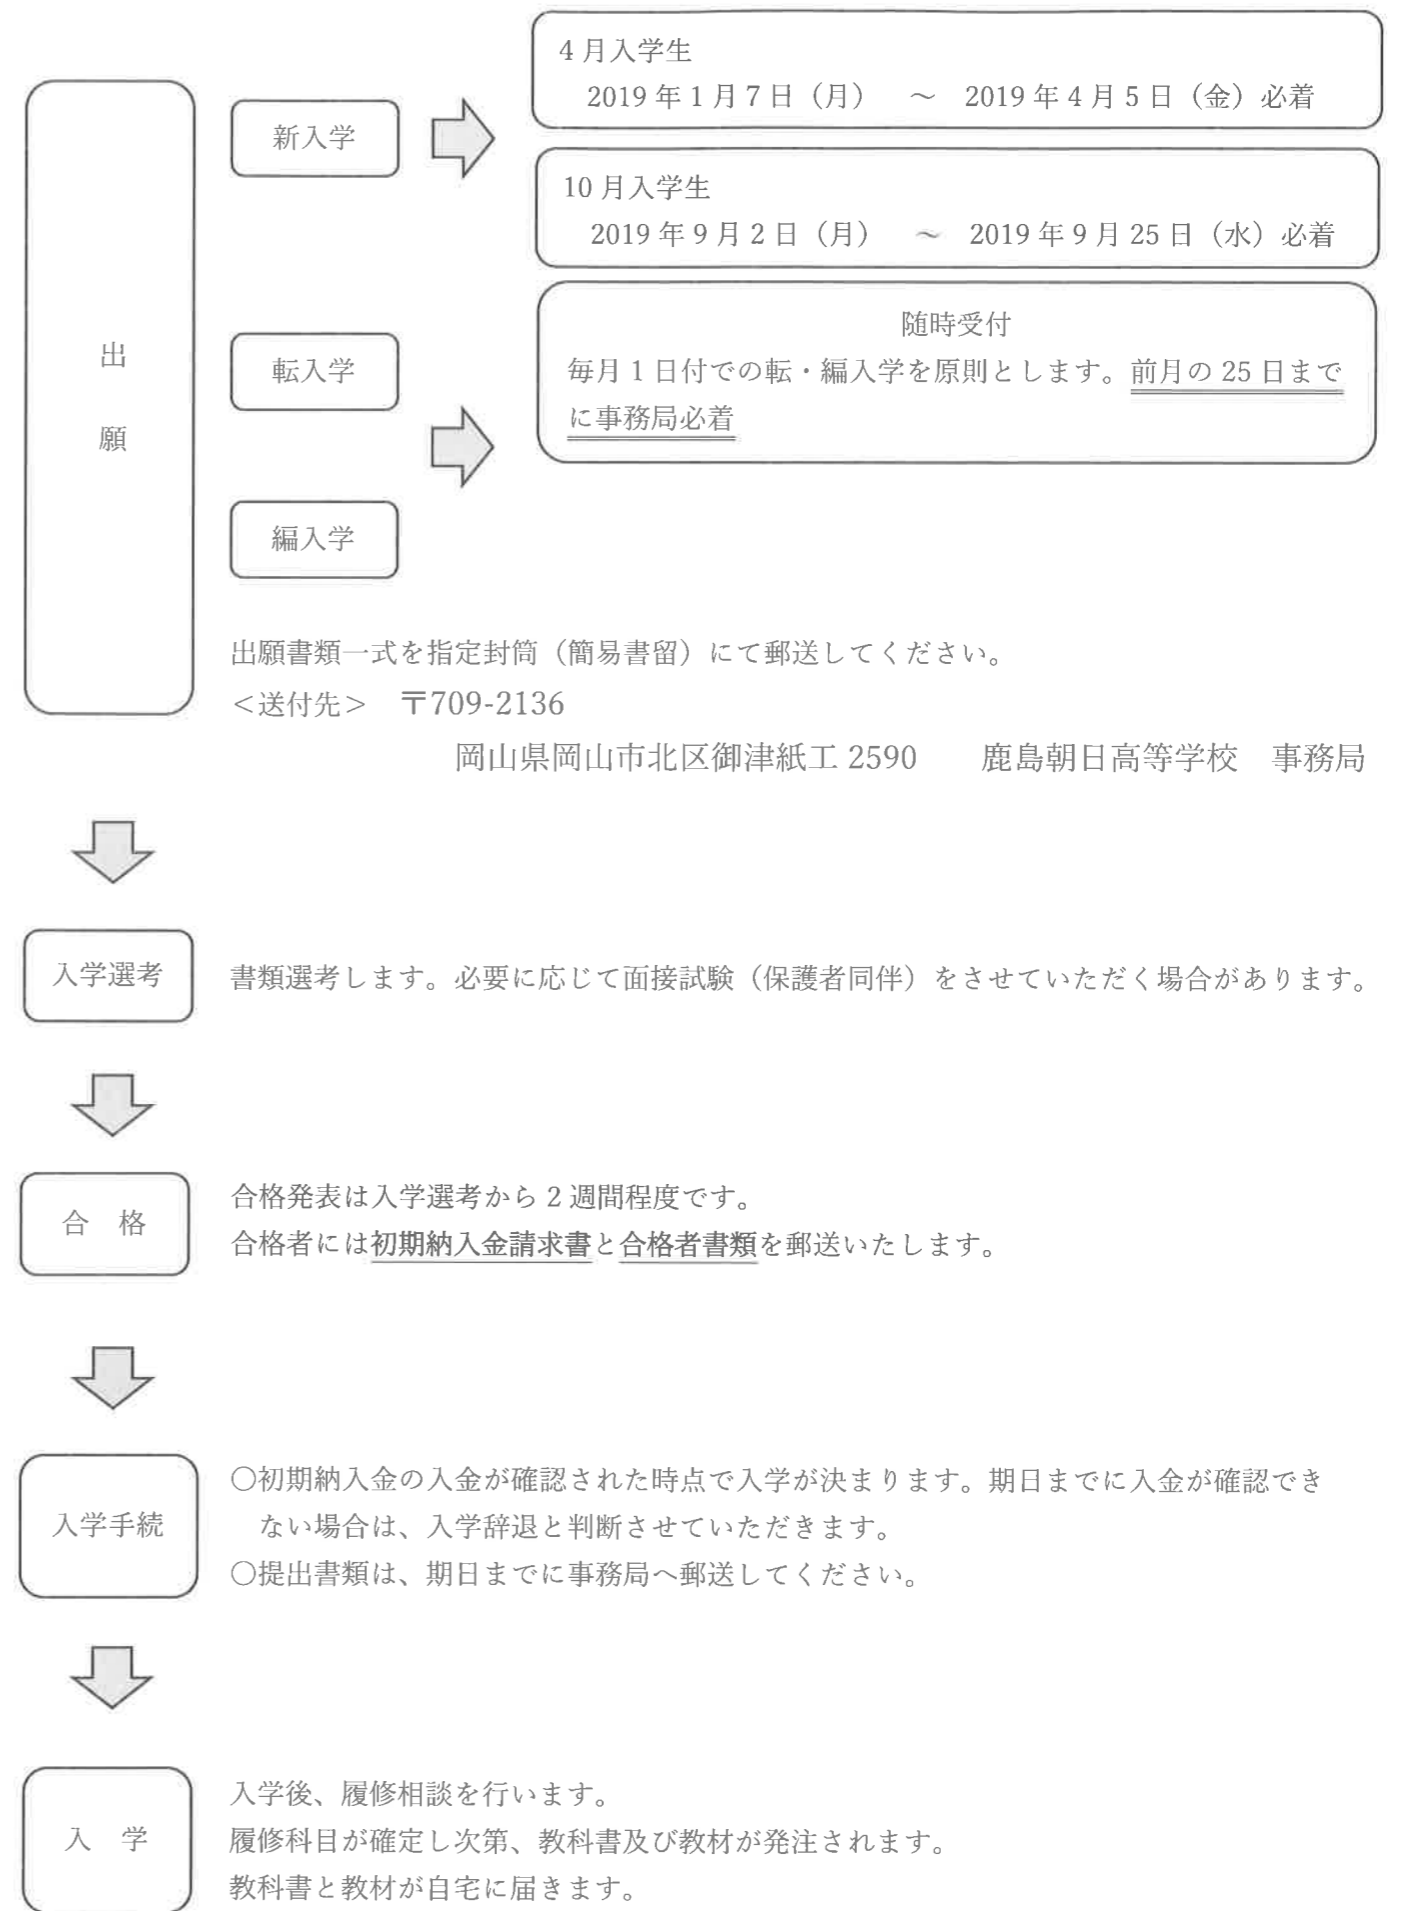 出
願
新入学
4月入学生
2019年1月7日（月）　～　2019年4月5日（金）必着
10月入学生
2019年9月2日（月）　～　2019年9月25日（水）必着
転入学
編入学
随時受付
毎月1日付での転・編入学を原則とします。前月の25日まで
に事務局必着
出願書類一式を指定封筒（簡易書留）にて郵送してください。
＜送付先＞　〒709-2136
岡山県岡山市北区御津紙工2590　　鹿島朝日高等学校　事務局
入学選考
書類選考します。必要に応じて面接試験（保護者同伴）をさせていただく場合があります。
合　格
合格発表は入学選考から2週間程度です。
合格者には初期納入金請求書と合格者書類を郵送いたします。
入学手続
〇初期納入金の入金が確認された時点で入学が決まります。期日までに入金が確認でき
ない場合は、入学辞退と判断させていただきます。
〇提出書類は、期日までに事務局へ郵送してください。
入　学
入学後、履修相談を行います。
履修科目が確定し次第、教科書及び教材が発注されます。
教科書と教材が自宅に届きます。